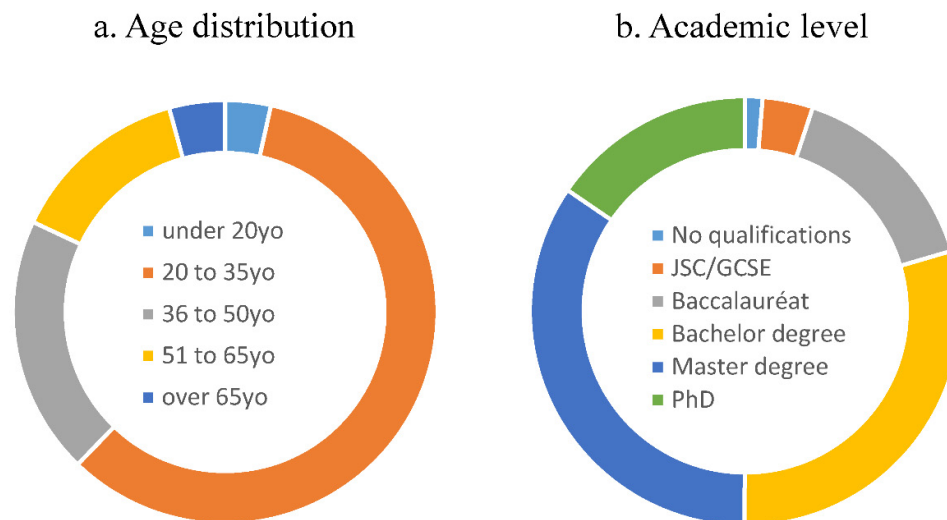 a. Age distribution
under 20yo
20 to 35yo
36 to 50yo
51 to 65yo
over 65yo
b. Academic level
No qualifications
JSC/GCSE
Baccalauréat
Bachelor degree
Master degree
PhD